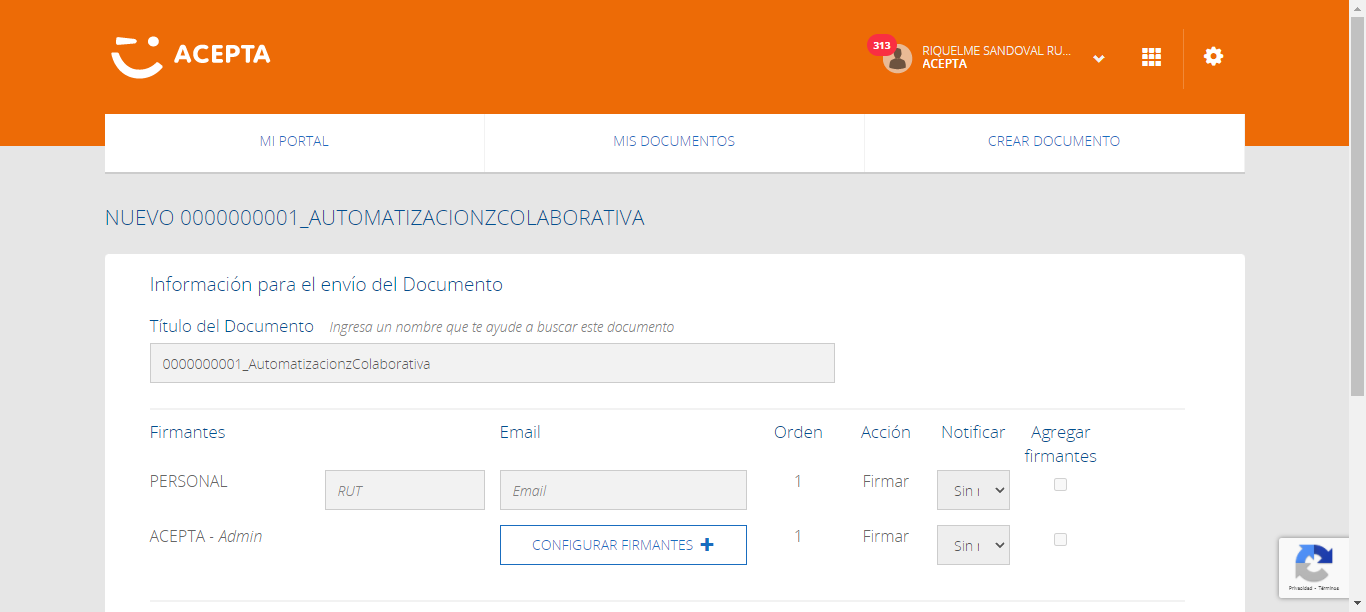 ACEPTA
313
RIQUELME SANDOVAL RU...
ACEPTA
MI PORTAL
MIS DOCUMENTOS
CREAR DOCUMENTO
NUEVO 0000000001_AUTOMATIZACIONZCOLABORATIVA
Información para el envío del Documento
Título del Documento Ingresa un nombre que te ayude a buscar este documento
0000000001_AutomatizacionzColaborativa
Firmantes Email Orden Acción Notificar Agregar firmantes
PERSONAL RUT Email 1 Firmar Sin
ACEPTA - Admin CONFIGURAR FIRMANTES 1 Firmar Sin
Privacidad - Términos